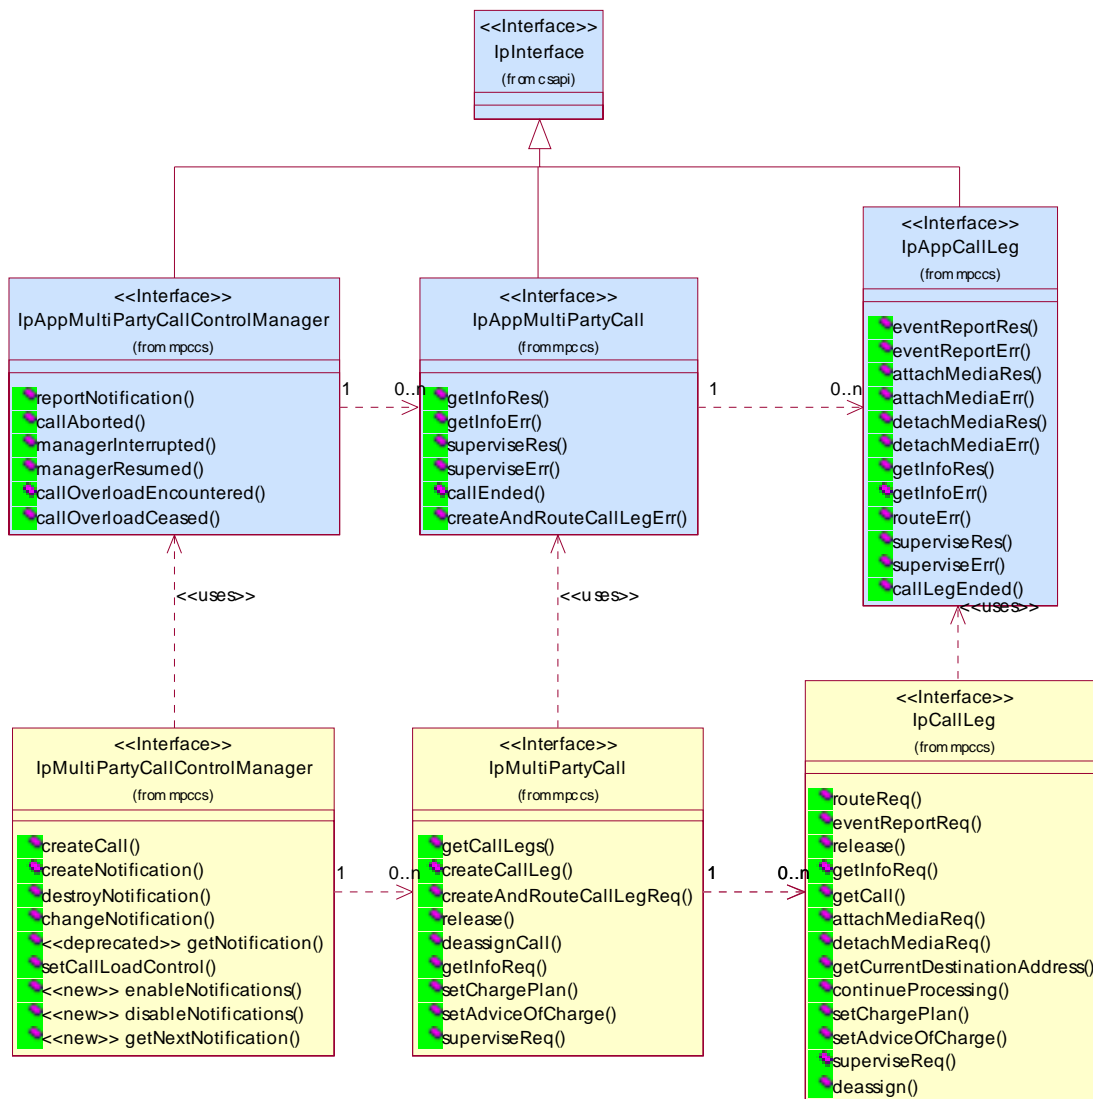 <<Interface>>
IpInterface
(from csapi)
<<Interface>>
IpAppCallLeg
(from mpccs)
eventReportRes()
eventReportErr()
attachMediaRes()
attachMediaErr()
detachMediaRes()
detachMediaErr()
getInfoRes()
getInfoErr()
routeErr()
superviseRes()
superviseErr()
callLegEnded()
<<Interface>>
IpAppMultiPartyCallControlManager
(from mpccs)
reportNotification()
callAborted()
managerInterrupted()
managerResumed()
callOverloadEncountered()
callOverloadCeased()
1
0..n
<<Interface>>
IpAppMultiPartyCall
(from mpccs)
getInfoRes()
getInfoErr()
superviseRes()
superviseErr()
callEnded()
createAndRouteCallLegErr()
1
0..n
<<uses>>
<<uses>>
<<uses>>
<<Interface>>
IpMultiPartyCallControlManager
(from mpccs)
createCall()
createNotification()
destroyNotification()
changeNotification()
<<deprecated>> getNotification()
setCallLoadControl()
<<new>> enableNotifications()
<<new>> disableNotifications()
<<new>> getNextNotification()
1
0..n
<<Interface>>
IpMultiPartyCall
(from mpccs)
getCallLegs()
createCallLeg()
createAndRouteCallLegReq()
release()
deassignCall()
getInfoReq()
setChargePlan()
setAdviceOfCharge()
superviseReq()
1
0..n
<<Interface>>
IpCallLeg
(from mpccs)
routeReq()
eventReportReq()
release()
getInfoReq()
getCall()
attachMediaReq()
detachMediaReq()
getCurrentDestinationAddress()
continueProcessing()
setChargePlan()
setAdviceOfCharge()
superviseReq()
deassign()